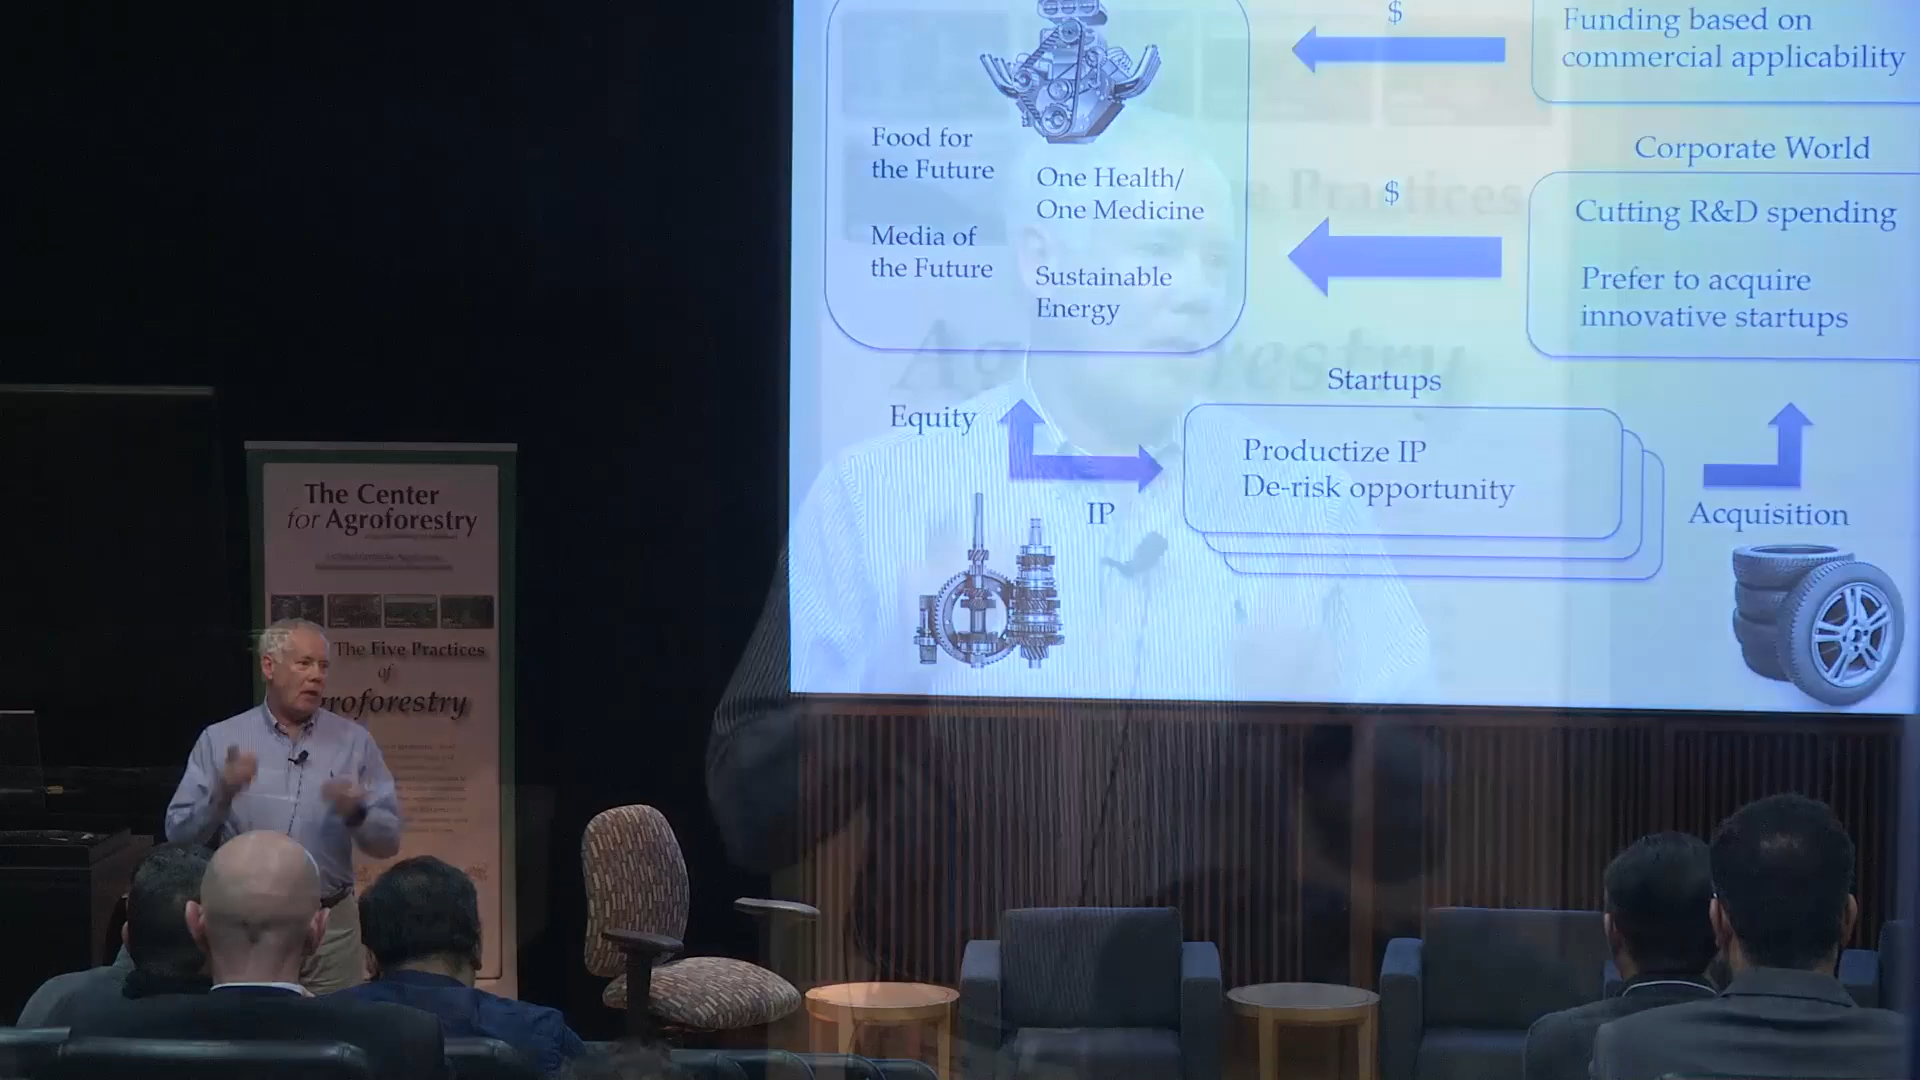 $
Funding based on
commercial applicability
Food for
the Future
One Health/
One Medicine
Media of
the Future
Sustainable
Energy
Corporate World
$
Cutting R&D spending
Prefer to acquire
innovative startups
Startups
Equity
IP
Productize IP
De-risk opportunity
Acquisition
Practices
The Center
for Agroforestry
The Five Practices
of
groforestry